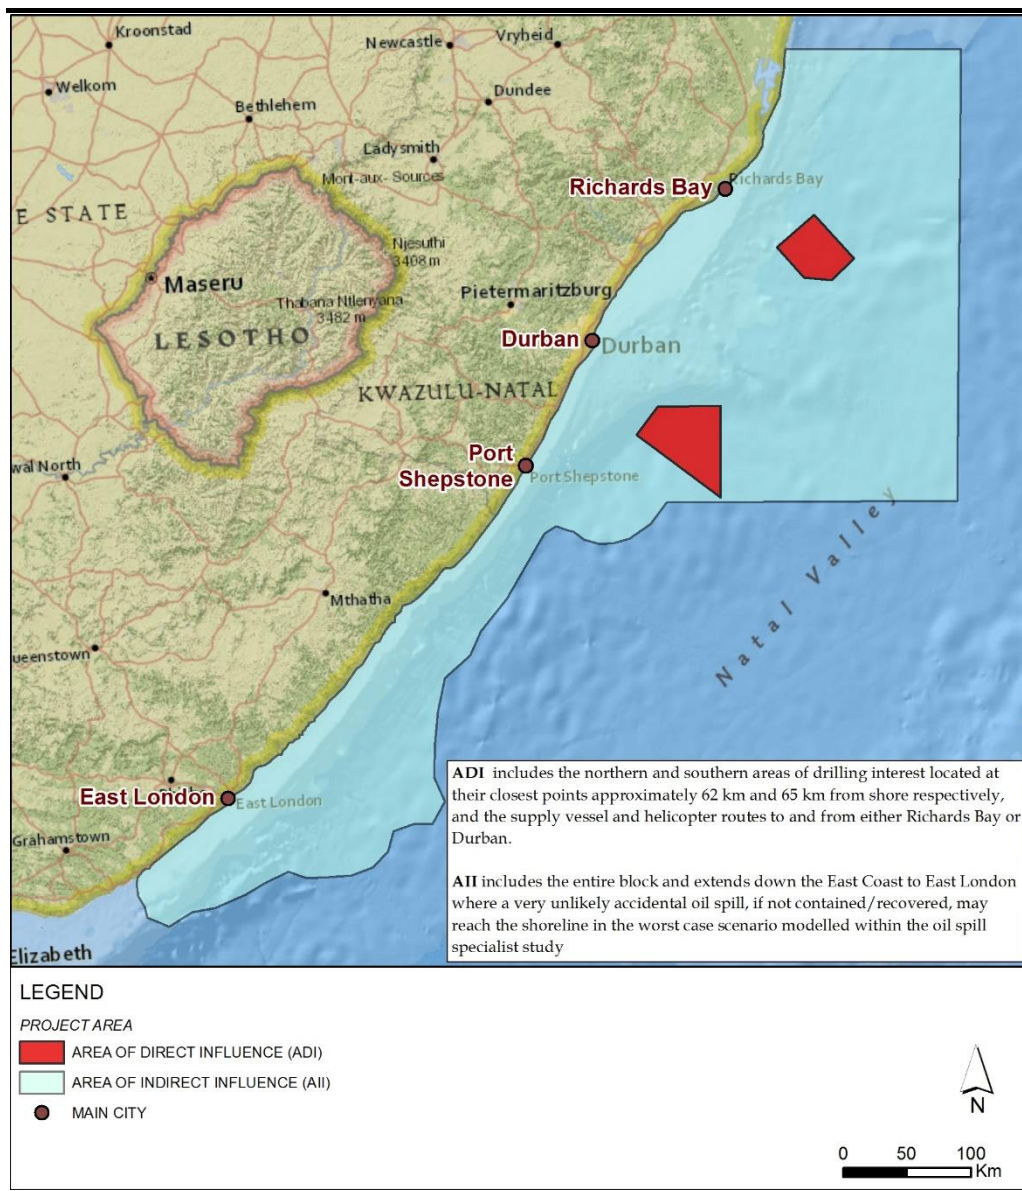 Kroonstad
Newcastle
Vryheid
Welkom
Dundee
Bethlehem
Ladysmith
Mont-aux-Sources
Richards Bay
Richards Bay
E STATE
Njesuthi
3408 m
Maseru
Thabana Ntlenyana
3482 m
Pietermaritzburg
LESOTHO
Durban
Durban
KWAZULU-NATAL
Port
Shepstone
Port Shepstone
wal North
Natal Valley
Mthatha
ueenstown
East London
East London
Grahamstown
Elizabeth
ADI includes the northern and southern areas of drilling interest located at
their closest points approximately 62 km and 65 km from shore respectively,
and the supply vessel and helicopter routes to and from either Richards Bay or
Durban.
AII includes the entire block and extends down the East Coast to East London
where a very unlikely accidental oil spill, if not contained/recovered, may
reach the shoreline in the worst case scenario modelled within the oil spill
specialist study
LEGEND
PROJECT AREA
AREA OF DIRECT INFLUENCE (ADI)
AREA OF INDIRECT INFLUENCE (AII)
MAIN CITY
N
0 50 100
Km